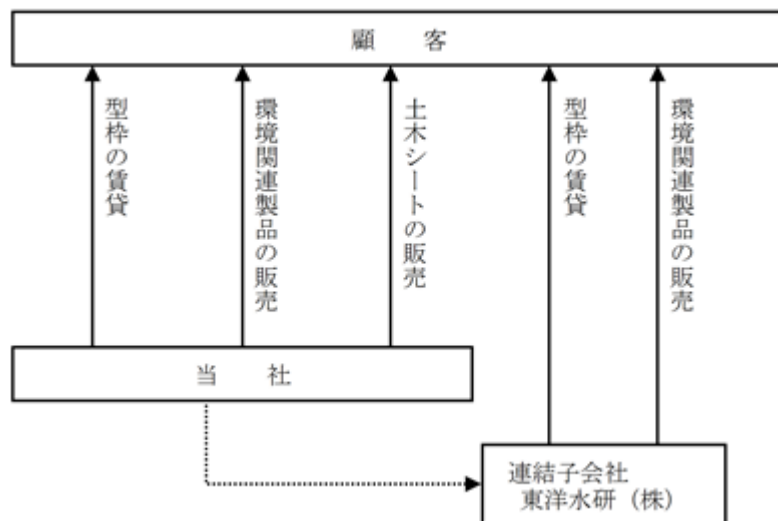 顧　客
型枠の賃貸
環境関連製品の販売
土木シートの販売
型枠の賃貸
環境関連製品の販売
当　社
連結子会社
東洋水研（株）